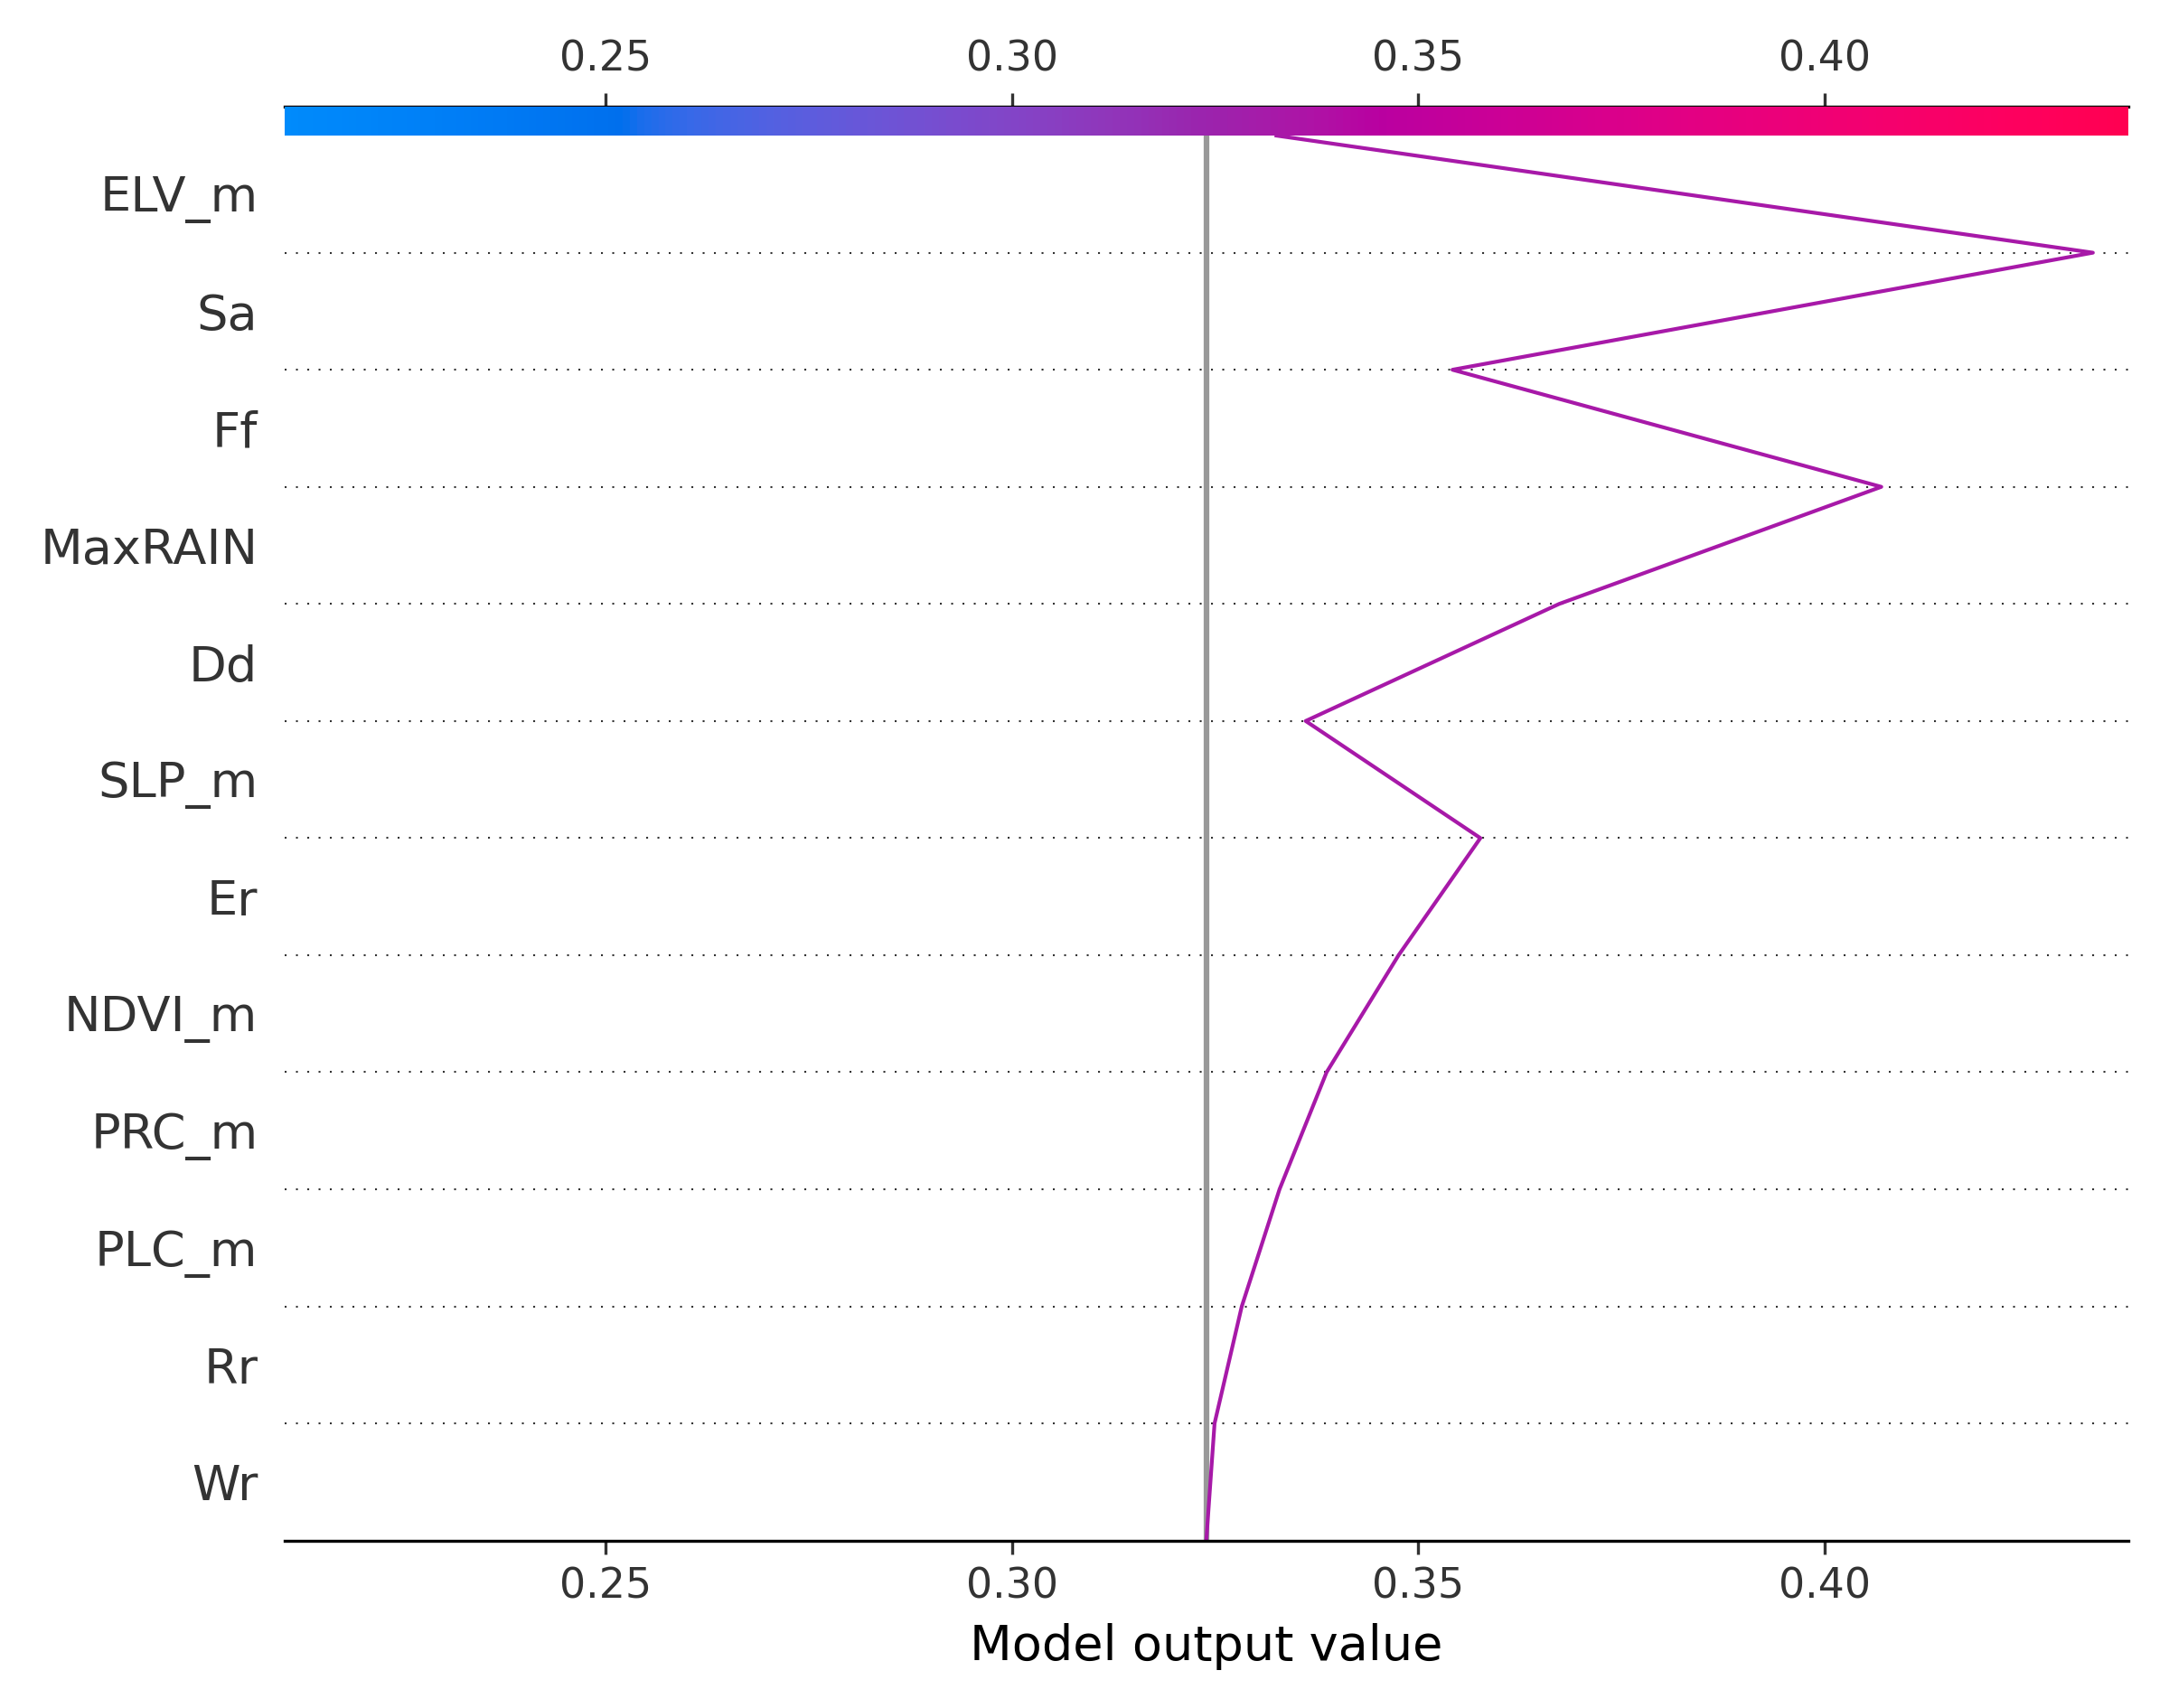 0.25 0.30 0.35 0.40
ELV_m
Sa
Ff
MaxRAIN
Dd
SLP_m
Er
NDVI_m
PRC_m
PLC_m
Rr
Wr
0.25 0.30 0.35 0.40
Model output value